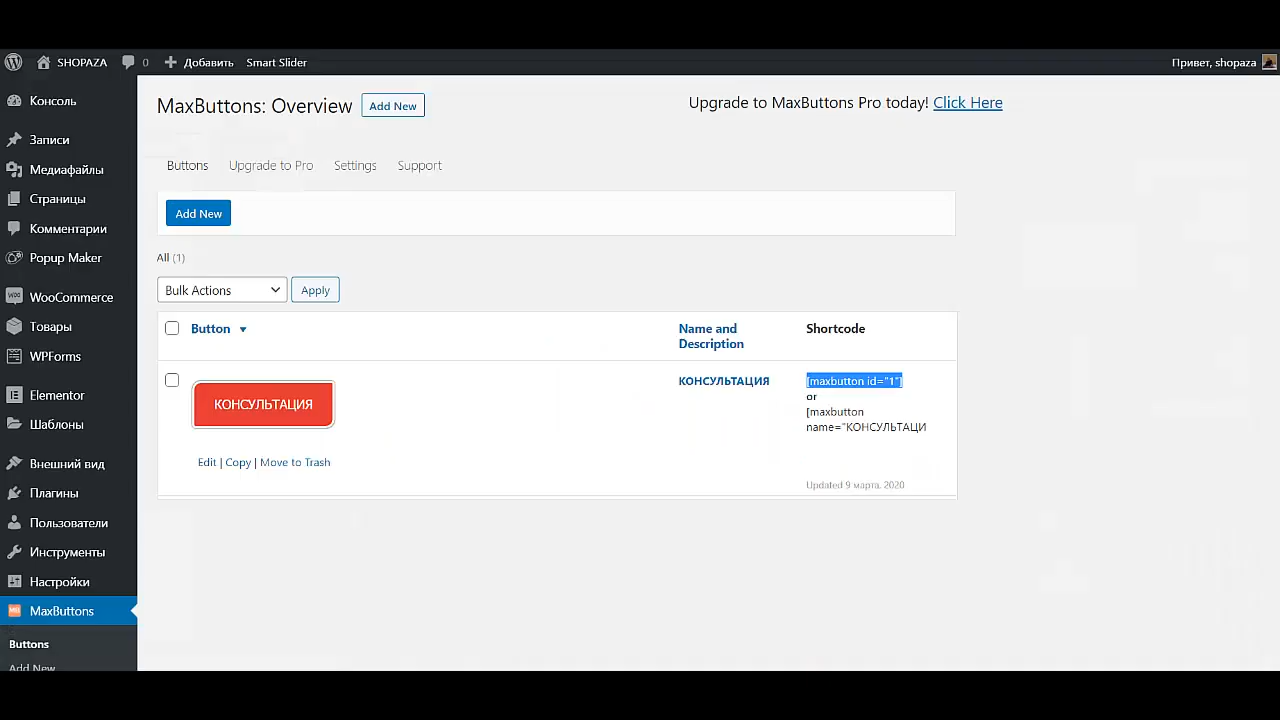 SHOPAZA 0 Добавить Smart Slider Привет, shopaza
Консоль
Записи
Медиафайлы
Страницы
Комментарии
Popup Maker
Woo WooCommerce
Товары
WPForms
Elementor
Шаблоны
Внешний вид
Плагины
Пользователи
Инструменты
Настройки
MaxButtons
Buttons
Add New
MaxButtons: Overview Add New
Upgrade to MaxButtons Pro today! Click Here
Buttons Upgrade to Pro Settings Support
Add New
All (1)
Bulk Actions Apply
Button Name and Description Shortcode
КОНСУЛЬТАЦИЯ
Edit | Copy | Move to Trash
КОНСУЛЬТАЦИЯ
[maxbutton id="1"]
or
[maxbutton
name="КОНСУЛЬТАЦИ
Updated 9 марта, 2020